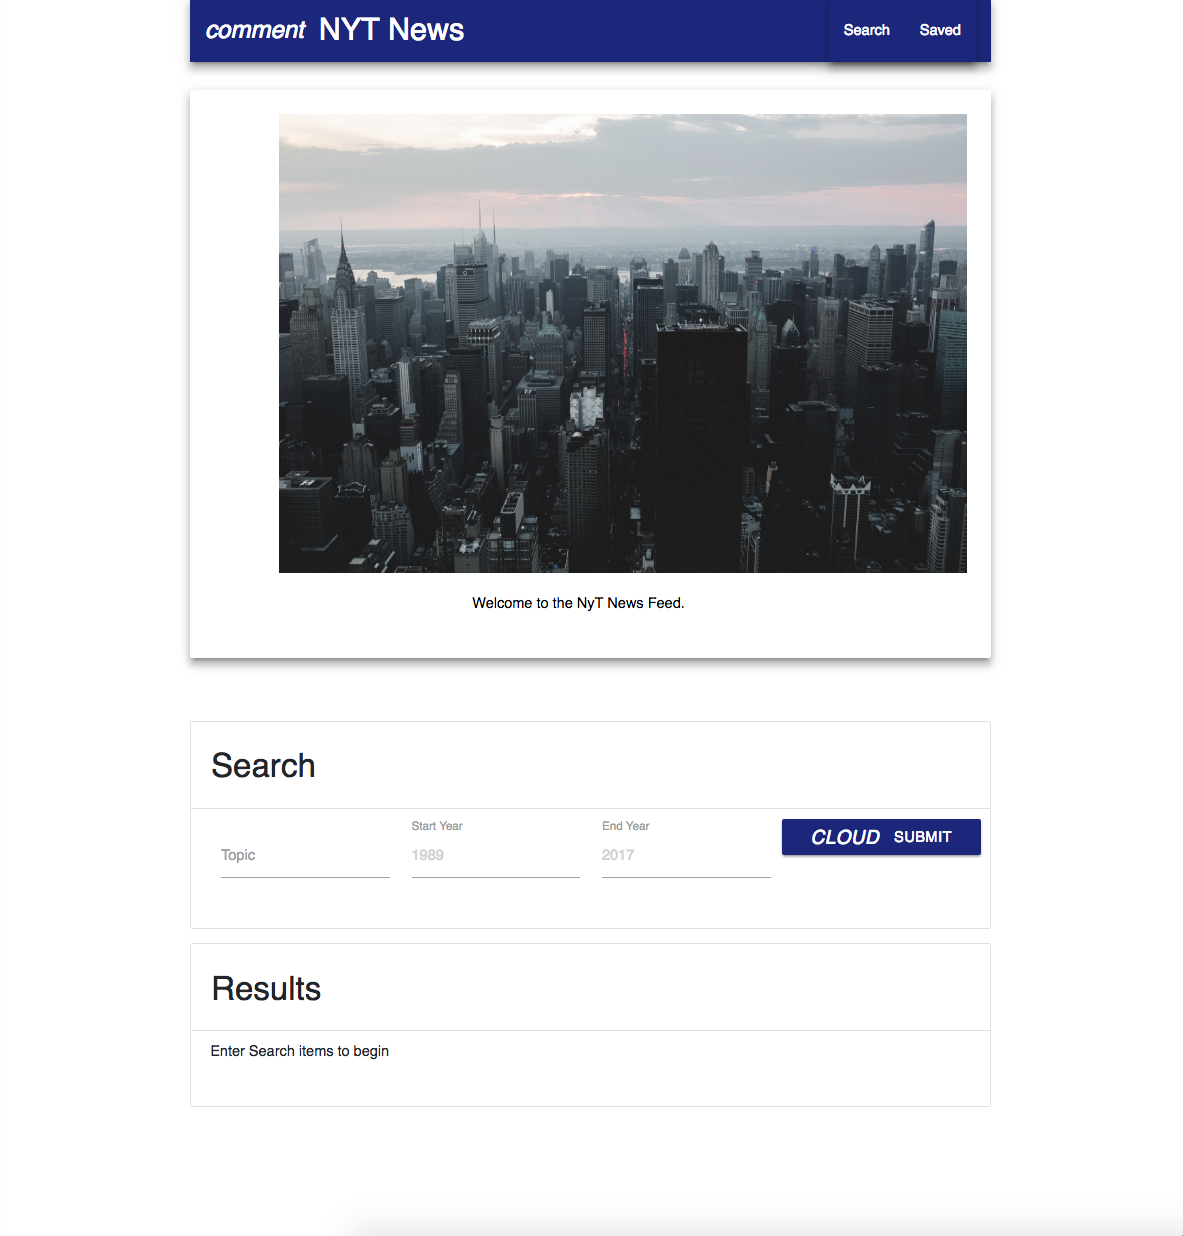 comment NYT News Search Saved
Welcome to the NyT News Feed.
Search
Start Year End Year
Topic 1989 2017
CLOUD SUBMIT
Results
Enter Search items to begin